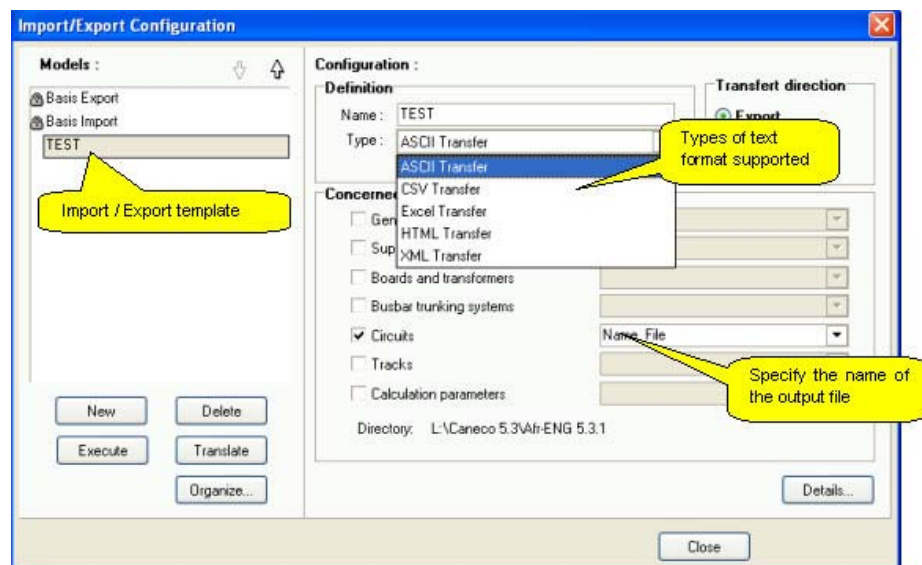 Import/Export Configuration
Models :
Basis Export
Basis Import
TEST
Import / Export template
New
Delete
Execute
Translate
Organize...
Configuration :
Definition
Name :
TEST
Type :
ASCII Transfer
ASCII Transfer
CSV Transfer
Excel Transfer
HTML Transfer
XML Transfer
Transfert direction
Export
Types of text
format supported
Concerne
Gen
Sup
Boards and transformers
Busbar trunking systems
Circuits
Name_File
Tracks
Calculation parameters
Specify the name of
the output file
Directory: L:\Caneco 5.3\Afr-ENG 5.3.1
Details...
Close